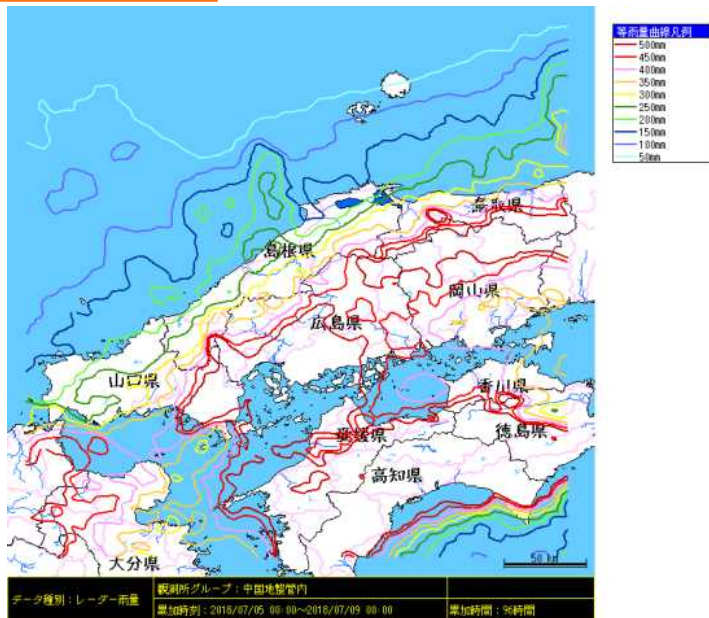 等雨量曲線凡例
500mm
450mm
400mm
350mm
300mm
250mm
200mm
150mm
100mm
50mm
鳥取県
島根県
岡山県
広島県
山口県
香川県
愛媛県
徳島県
高知県
大分県
50 km
データ種別：レーダー雨量
観測所グループ：中国地整管内
累加時刻：2018/07/05 00:00～2018/07/09 00:00
累加時間：96時間